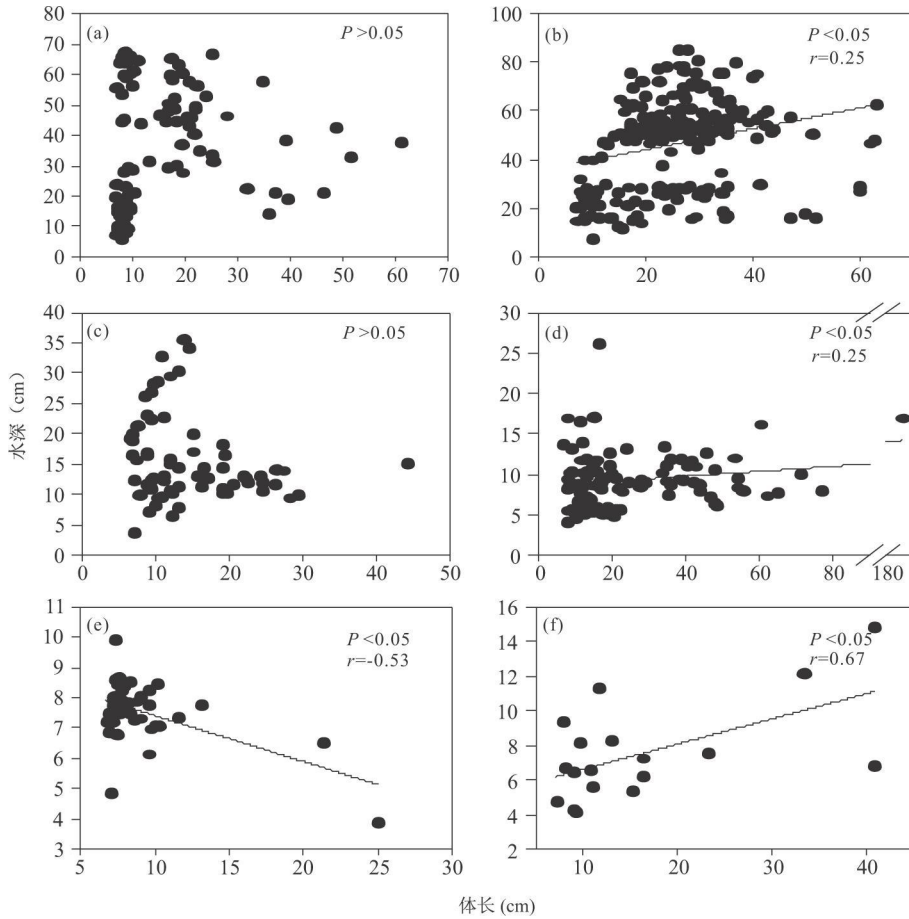 80
70
60
50
40
30
20
10
0
(a)
P >0.05
0 10 20 30 40 50 60 70
100
80
60
40
20
0
(b)
P <0.05
r=0.25
0 20 40 60
水深（cm）
40
35
30
25
20
15
10
5
0
(c)
P >0.05
0 10 20 30 40 50
30
25
20
15
10
5
0
(d)
P <0.05
r=0.25
0 20 40 60 80 180
11
10
9
8
7
6
5
4
3
(e)
P <0.05
r=-0.53
5 10 15 20 25 30
16
14
12
10
8
6
4
2
(f)
P <0.05
r=0.67
10 20 30 40
体长 (cm)